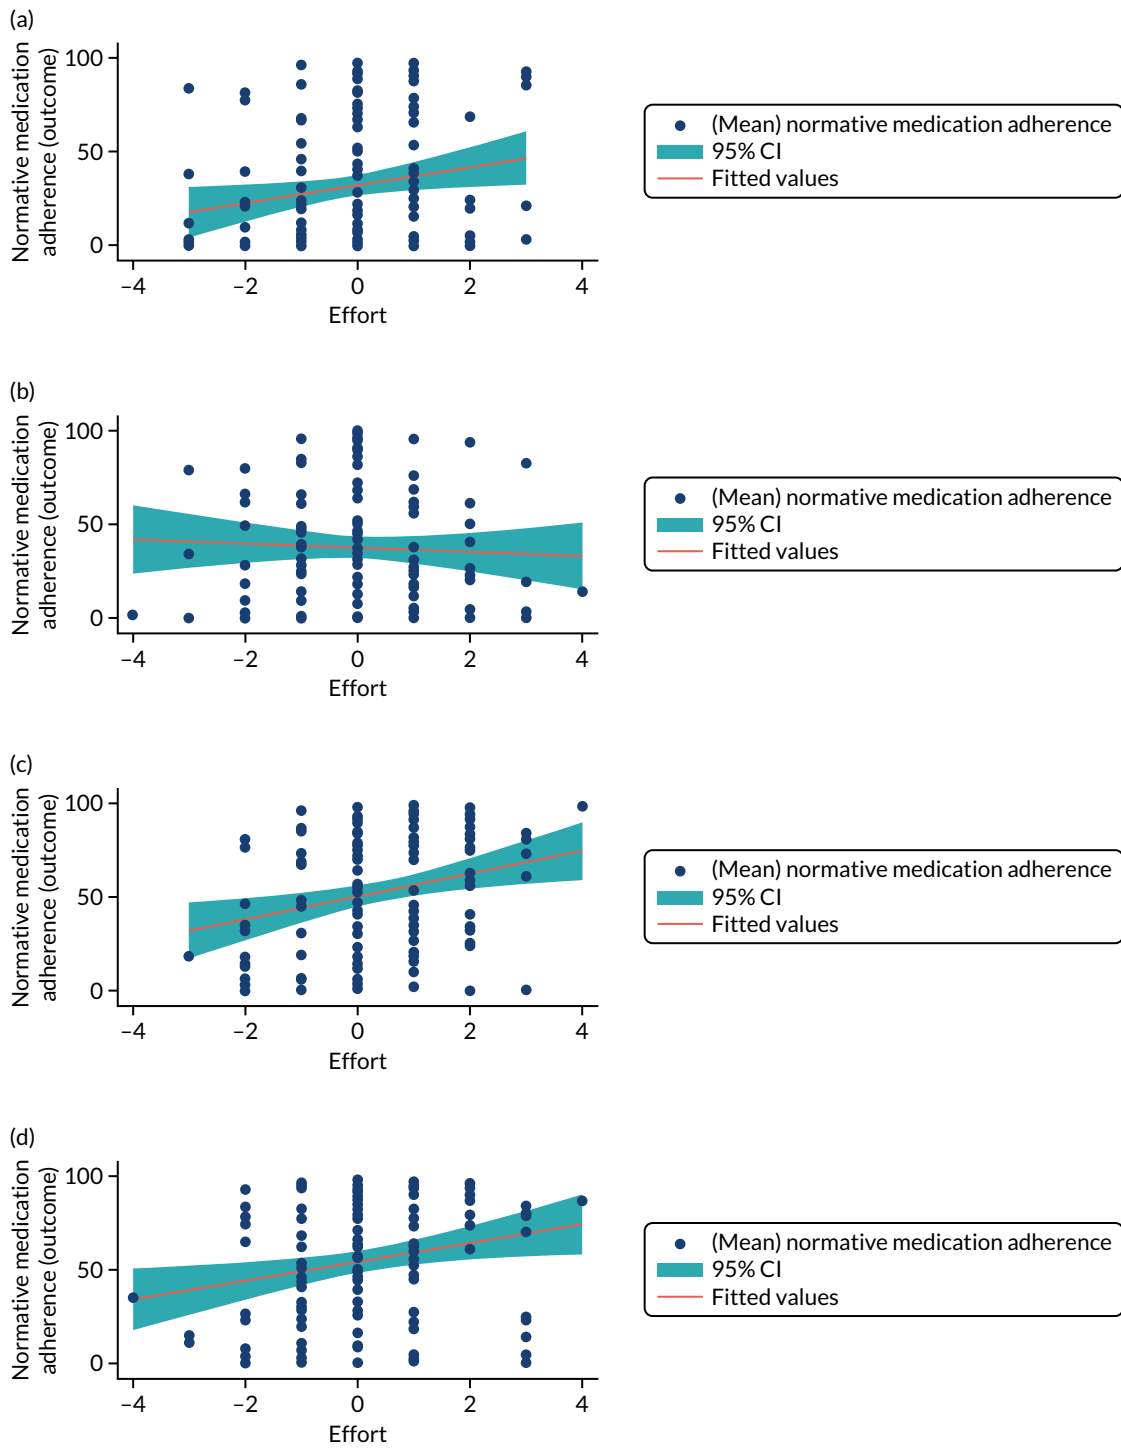 (a)
Normative medication
adherence (outcome)
100
50
0
–4
–2
0
2
4
Effort
(Mean) normative medication adherence
95% CI
Fitted values
(b)
Normative medication
adherence (outcome)
100
50
0
–4
–2
0
2
4
Effort
(Mean) normative medication adherence
95% CI
Fitted values
(c)
Normative medication
adherence (outcome)
100
50
0
–4
–2
0
2
4
Effort
(Mean) normative medication adherence
95% CI
Fitted values
(d)
Normative medication
adherence (outcome)
100
50
0
–4
–2
0
2
4
Effort
(Mean) normative medication adherence
95% CI
Fitted values